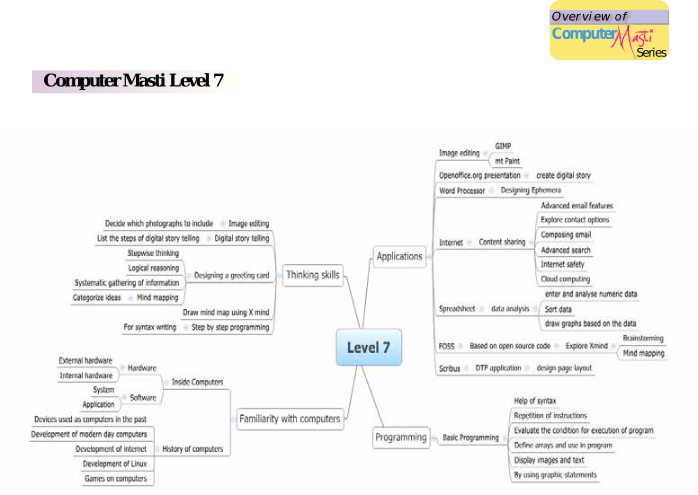 Overview of
Computer Masti
Series
Computer Masti Level 7
Level 7
Thinking skills
Decide which photographs to include
Image editing
List the steps of digital story telling
Digital story telling
Stepwise thinking
Logical reasoning
Systematic gathering of information
Designing a greeting card
Categorize ideas
Mind mapping
Draw mind map using X mind
For syntax writing
Step by step programming
Familiarity with computers
External hardware
Internal hardware
Hardware
System
Application
Software
Inside Computers
Devices used as computers in the past
Development of modern day computers
Development of internet
Development of Linux
Games on computers
History of computers
Applications
Image editing
GIMP
mt Paint
Openoffice.org presentation
create digital story
Word Processor
Designing Ephemera
Internet
Content sharing
Advanced email features
Explore contact options
Composing email
Advanced search
Internet safety
Cloud computing
Spreadsheet
data analysis
enter and analyse numeric data
Sort data
draw graphs based on the data
FOSS
Based on open source code
Explore Xmind
Brainstorming
Mind mapping
Scribus
DTP application
design page layout
Programming
Basic Programming
Help of syntax
Repetition of instructions
Evaluate the condition for execution of program
Define arrays and use in program
Display images and text
By using graphic statements